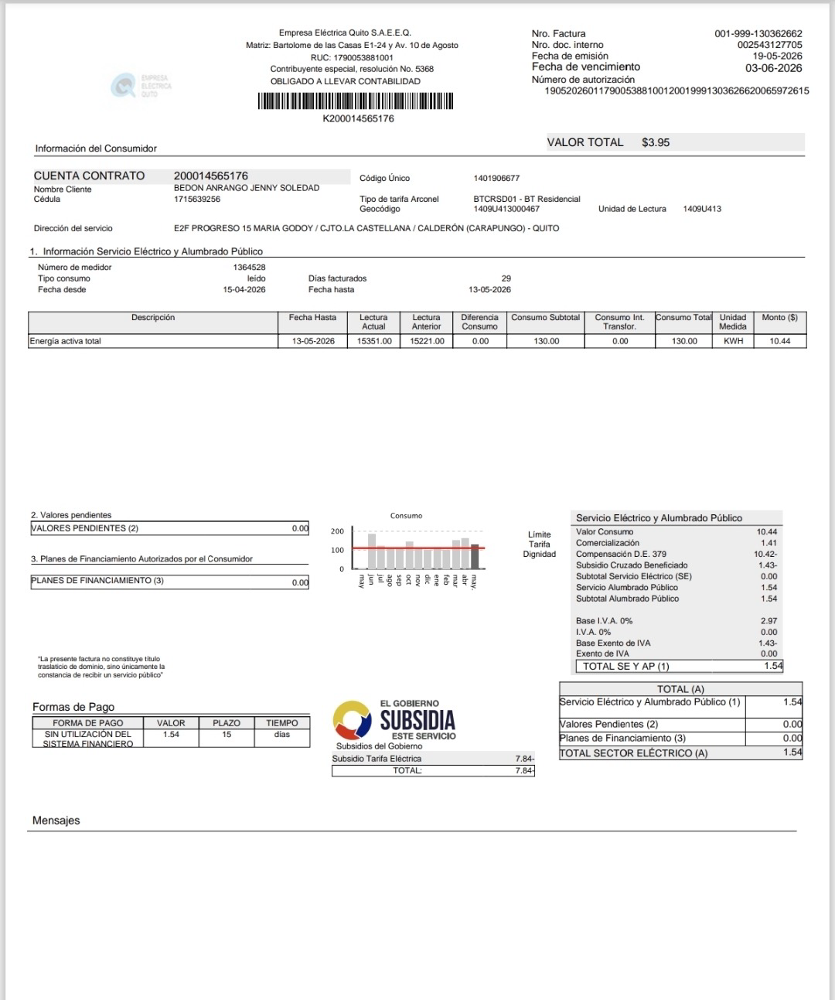 Empresa Eléctrica Quito S.A.E.E.Q.
Matriz: Bartolome de las Casas E1-24 y Av. 10 de Agosto
RUC: 1790053881001
Contribuyente especial, resolución No. 5368
OBLIGADO A LLEVAR CONTABILIDAD
K200014565176
EMPRESA
ELÉCTRICA
QUITO
Nro. Factura 001-999-130362662
Nro. doc. interno 002543127705
Fecha de emisión 19-05-2026
Fecha de vencimiento 03-06-2026
Número de autorización
1905202601179005388100120019991303626620065972615
VALOR TOTAL $3.95
Información del Consumidor
CUENTA CONTRATO 200014565176
Nombre Cliente BEDON ANRANGO JENNY SOLEDAD
Cédula 1715639256
Código Único 1401906677
Tipo de tarifa Arconel BTCRSD01 - BT Residencial
Geocódigo 1409U413000467 Unidad de Lectura 1409U413
Dirección del servicio E2F PROGRESO 15 MARIA GODOY / CJTO.LA CASTELLANA / CALDERÓN (CARAPUNGO) - QUITO
1. Información Servicio Eléctrico y Alumbrado Público
Número de medidor 1364528
Tipo consumo leído Días facturados 29
Fecha desde 15-04-2026 Fecha hasta 13-05-2026
Descripción Fecha Hasta Lectura Actual Lectura Anterior Diferencia Consumo Consumo Subtotal Consumo Int. Transfor. Consumo Total Unidad Medida Monto ($)
Energía activa total 13-05-2026 15351.00 15221.00 0.00 130.00 0.00 130.00 KWH 10.44
2. Valores pendientes
VALORES PENDIENTES (2) 0.00
3. Planes de Financiamiento Autorizados por el Consumidor
PLANES DE FINANCIAMIENTO (3) 0.00
Consumo
200
100
0
may jun jul ago sep oct nov dic ene feb mar abr may.
Límite
Tarifa
Dignidad
Servicio Eléctrico y Alumbrado Público
Valor Consumo 10.44
Comercialización 1.41
Compensación D.E. 379 10.42-
Subsidio Cruzado Beneficiado 1.43-
Subtotal Servicio Eléctrico (SE) 0.00
Servicio Alumbrado Público 1.54
Subtotal Alumbrado Público 1.54
Base I.V.A. 0% 2.97
I.V.A. 0% 0.00
Base Exento de IVA 1.43-
Exento de IVA 0.00
TOTAL SE Y AP (1) 1.54
"La presente factura no constituye título
traslaticio de dominio, sino únicamente la
constancia de recibir un servicio público"
Formas de Pago
FORMA DE PAGO VALOR PLAZO TIEMPO
SIN UTILIZACIÓN DEL 1.54 15 días
SISTEMA FINANCIERO
EL GOBIERNO
SUBSIDIA
ESTE SERVICIO
Subsidios del Gobierno
Subsidio Tarifa Eléctrica 7.84-
TOTAL: 7.84-
TOTAL (A)
Servicio Eléctrico y Alumbrado Público (1) 1.54
Valores Pendientes (2) 0.00
Planes de Financiamiento (3) 0.00
TOTAL SECTOR ELÉCTRICO (A) 1.54
Mensajes